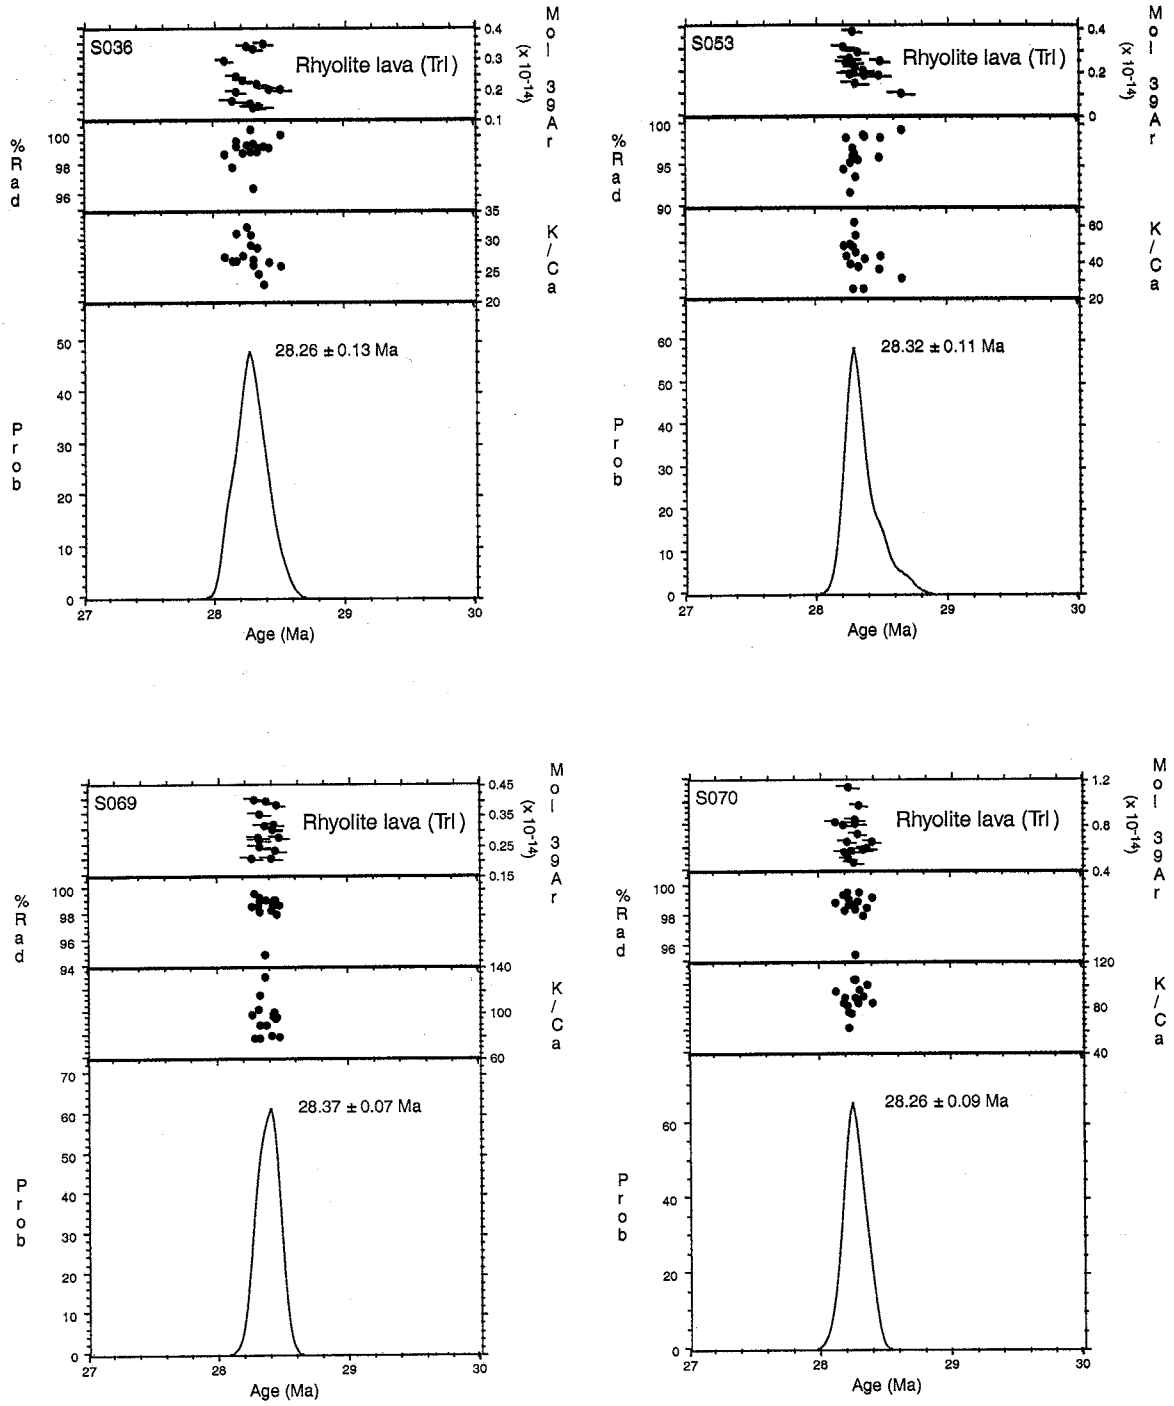 S036
Rhyolite lava (Trl)
0.4
0.3
0.2
0.1
Mol 39Ar
(x 10-14)
%Rad
100
98
96
35
30
25
20
K/Ca
28.26 ± 0.13 Ma
Prob
50
40
30
20
10
0
27
28
29
30
Age (Ma)
S053
Rhyolite lava (Trl)
0.4
0.2
0
Mol 39Ar
(x 10-14)
%Rad
100
95
90
60
40
20
K/Ca
28.32 ± 0.11 Ma
Prob
60
50
40
30
20
10
0
27
28
29
30
Age (Ma)
S069
Rhyolite lava (Trl)
0.45
0.35
0.25
0.15
Mol 39Ar
(x 10-14)
%Rad
100
98
96
94
140
100
60
K/Ca
28.37 ± 0.07 Ma
Prob
70
60
50
40
30
20
10
0
27
28
29
30
Age (Ma)
S070
Rhyolite lava (Trl)
1.2
0.8
0.4
Mol 39Ar
(x 10-14)
%Rad
100
98
96
120
80
40
K/Ca
28.26 ± 0.09 Ma
Prob
60
40
20
0
27
28
29
30
Age (Ma)